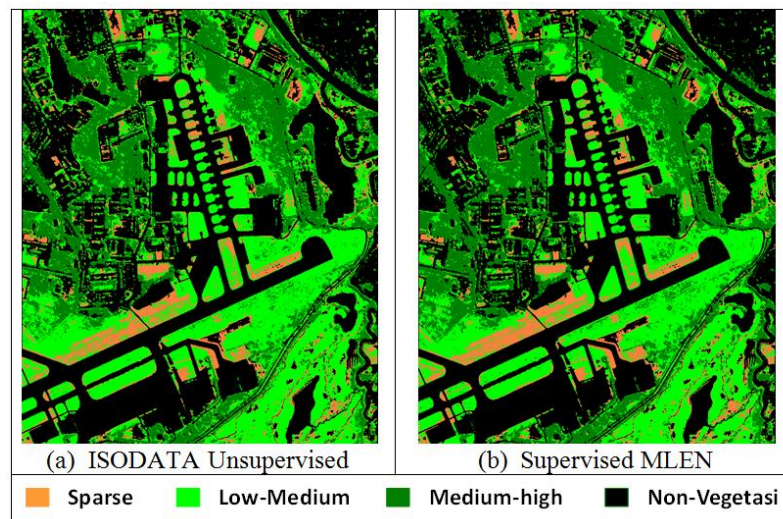 (a) ISODATA Unsupervised
(b) Supervised MLEN
Sparse Low-Medium Medium-high Non-Vegetasi